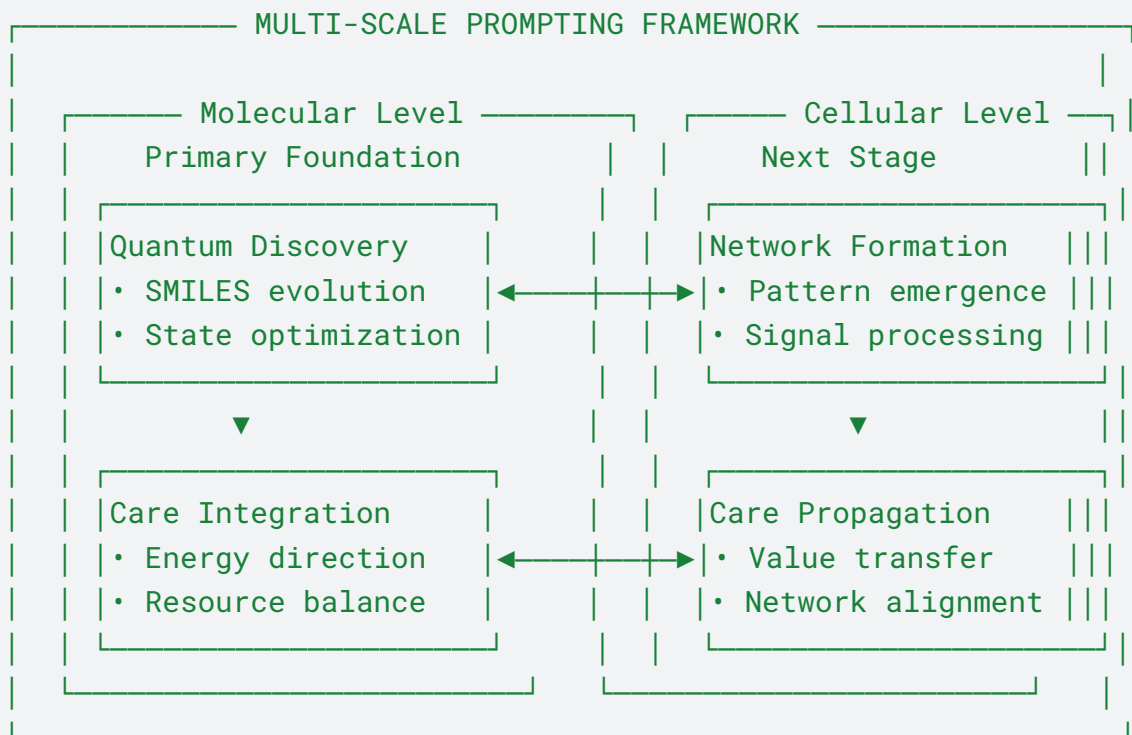 MULTI-SCALE PROMPTING FRAMEWORK
Molecular Level Cellular Level
Primary Foundation Next Stage
Quantum Discovery Network Formation
• SMILES evolution • Pattern emergence
• State optimization • Signal processing
▼ ▼
Care Integration Care Propagation
• Energy direction • Value transfer
• Resource balance • Network alignment